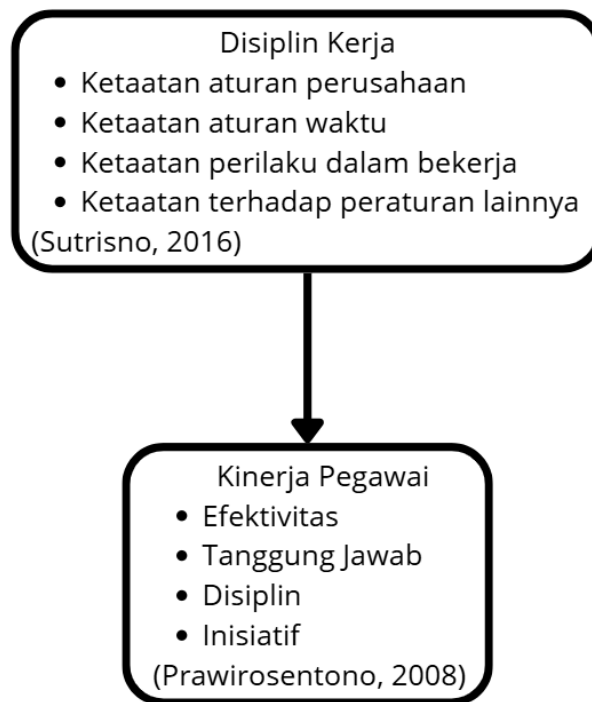 Disiplin Kerja
• Ketaatan aturan perusahaan
• Ketaatan aturan waktu
• Ketaatan perilaku dalam bekerja
• Ketaatan terhadap peraturan lainnya
(Sutrisno, 2016)
Kinerja Pegawai
• Efektivitas
• Tanggung Jawab
• Disiplin
• Inisiatif
(Prawirosentono, 2008)